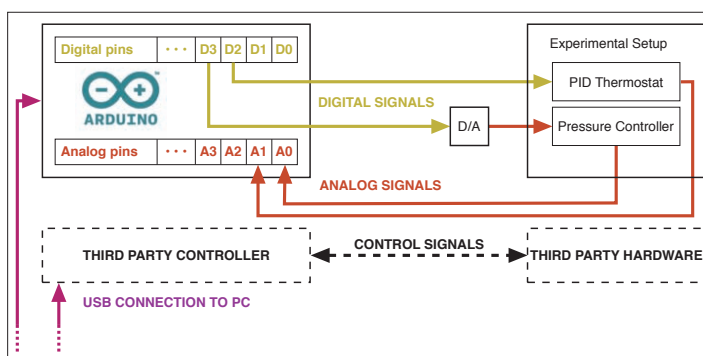 Digital pins ··· D3 D2 D1 D0
Experimental Setup
PID Thermostat
ARDUINO
DIGITAL SIGNALS
D/A
Pressure Controller
Analog pins ··· A3 A2 A1 A0
ANALOG SIGNALS
THIRD PARTY CONTROLLER
CONTROL SIGNALS
THIRD PARTY HARDWARE
USB CONNECTION TO PC